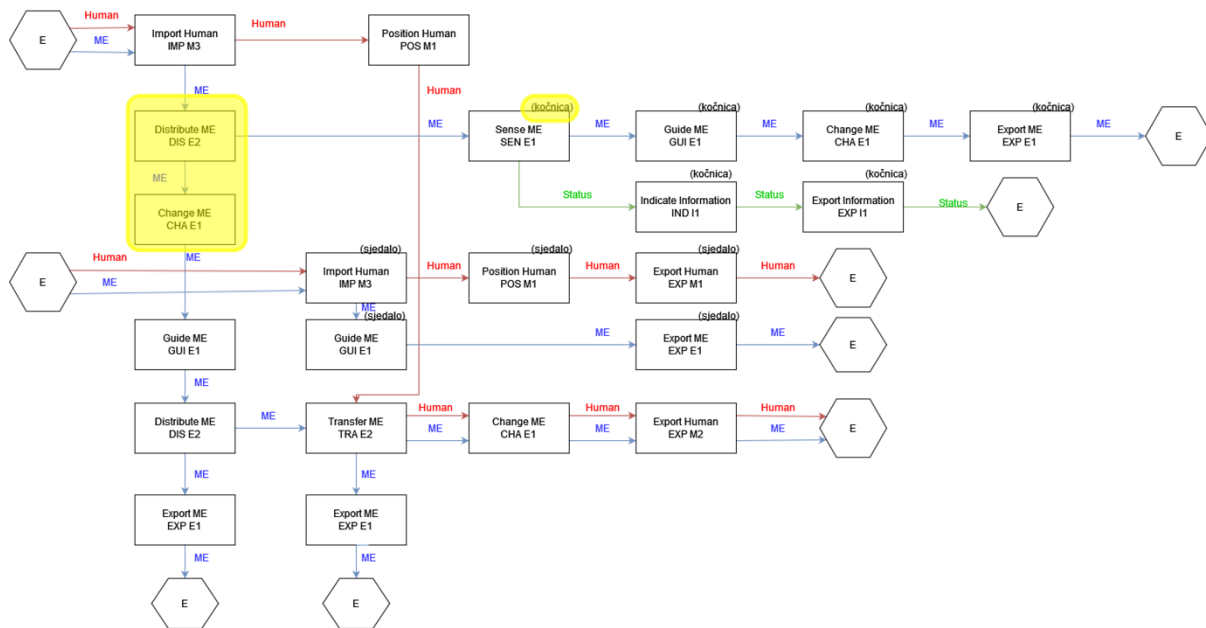 Human
Human
E
ME
Import Human
IMP M3
Position Human
POS M1
ME
Human
(kočnica)
(kočnica)
(kočnica)
(kočnica)
Distribute ME
DIS E2
ME
Sense ME
SEN E1
ME
Guide ME
GUI E1
ME
Change ME
CHA E1
ME
Export ME
EXP E1
ME
E
ME
(kočnica)
(kočnica)
Change ME
CHA E1
Status
Indicate Information
IND I1
Status
Export Information
EXP I1
Status
E
ME
(sjedalo)
(sjedalo)
(sjedalo)
Human
E
ME
Import Human
IMP M3
Human
Position Human
POS M1
Human
Export Human
EXP M1
Human
E
ME
(sjedalo)
(sjedalo)
Guide ME
GUI E1
Guide ME
GUI E1
ME
Export ME
EXP E1
ME
E
ME
Distribute ME
DIS E2
ME
Transfer ME
TRA E2
Human
ME
Change ME
CHA E1
Human
ME
Export Human
EXP M2
Human
ME
E
ME
ME
Export ME
EXP E1
Export ME
EXP E1
ME
ME
E
E